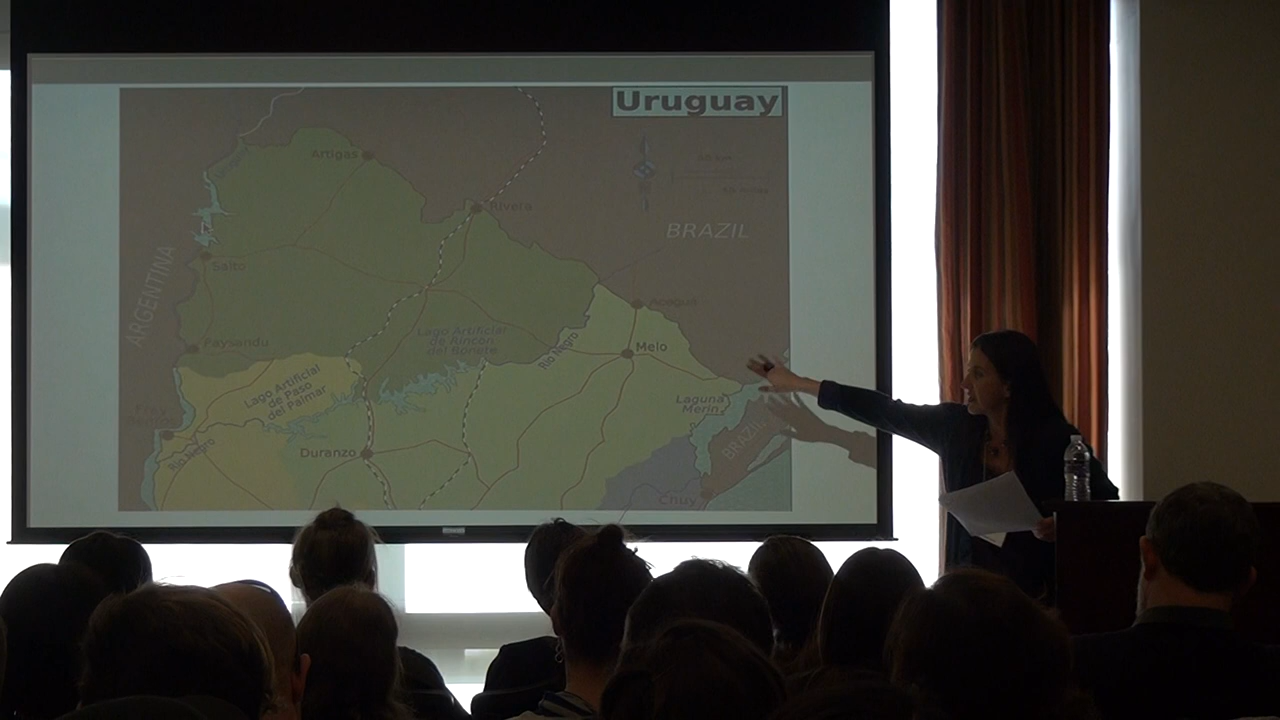 Uruguay
Artigas
Rivera
BRAZIL
ARGENTINA
Salto
Paysandu
Lago Artificial
de Rincon
del Bonete
Rio Negro
Melo
Lago Artificial
de Paso
del Palmar
Laguna
Merin
Rio Negro
Duranzo
BRAZIL
Chuy